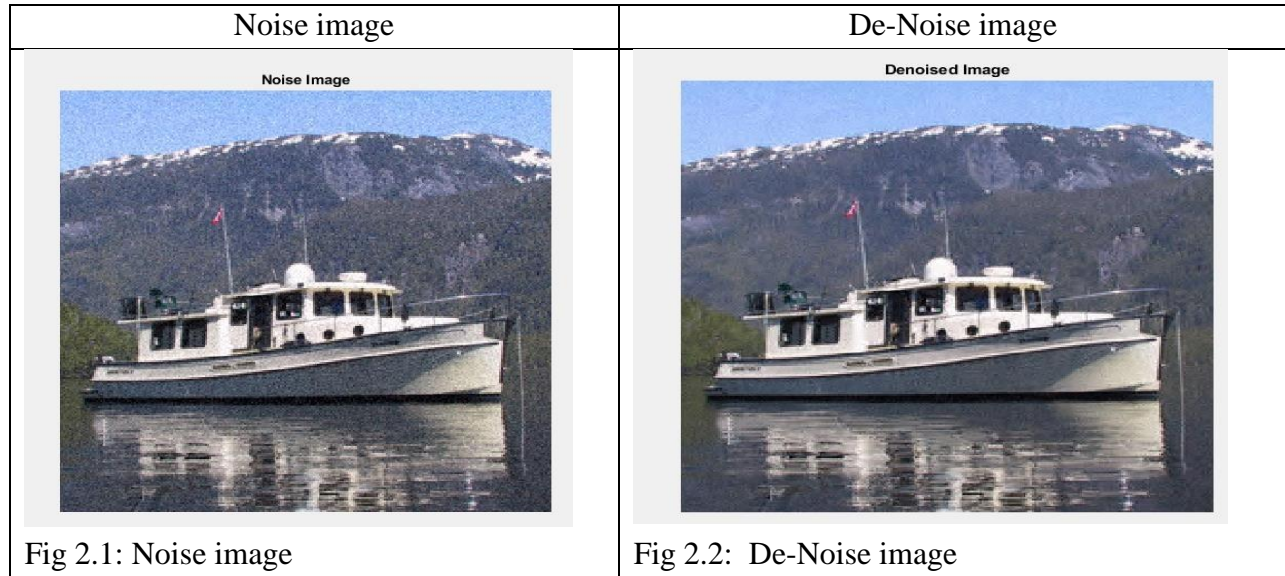 Noise image
De-Noise image
Noise Image
Denoised Image
Fig 2.1: Noise image
Fig 2.2: De-Noise image